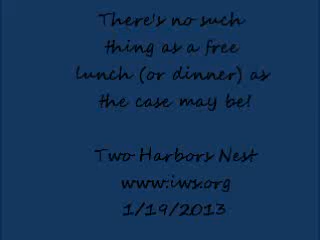 There's no such
thing as a free
lunch (or dinner) as
the case may be!
Two Harbors Nest
www.iws.org
1/19/2013